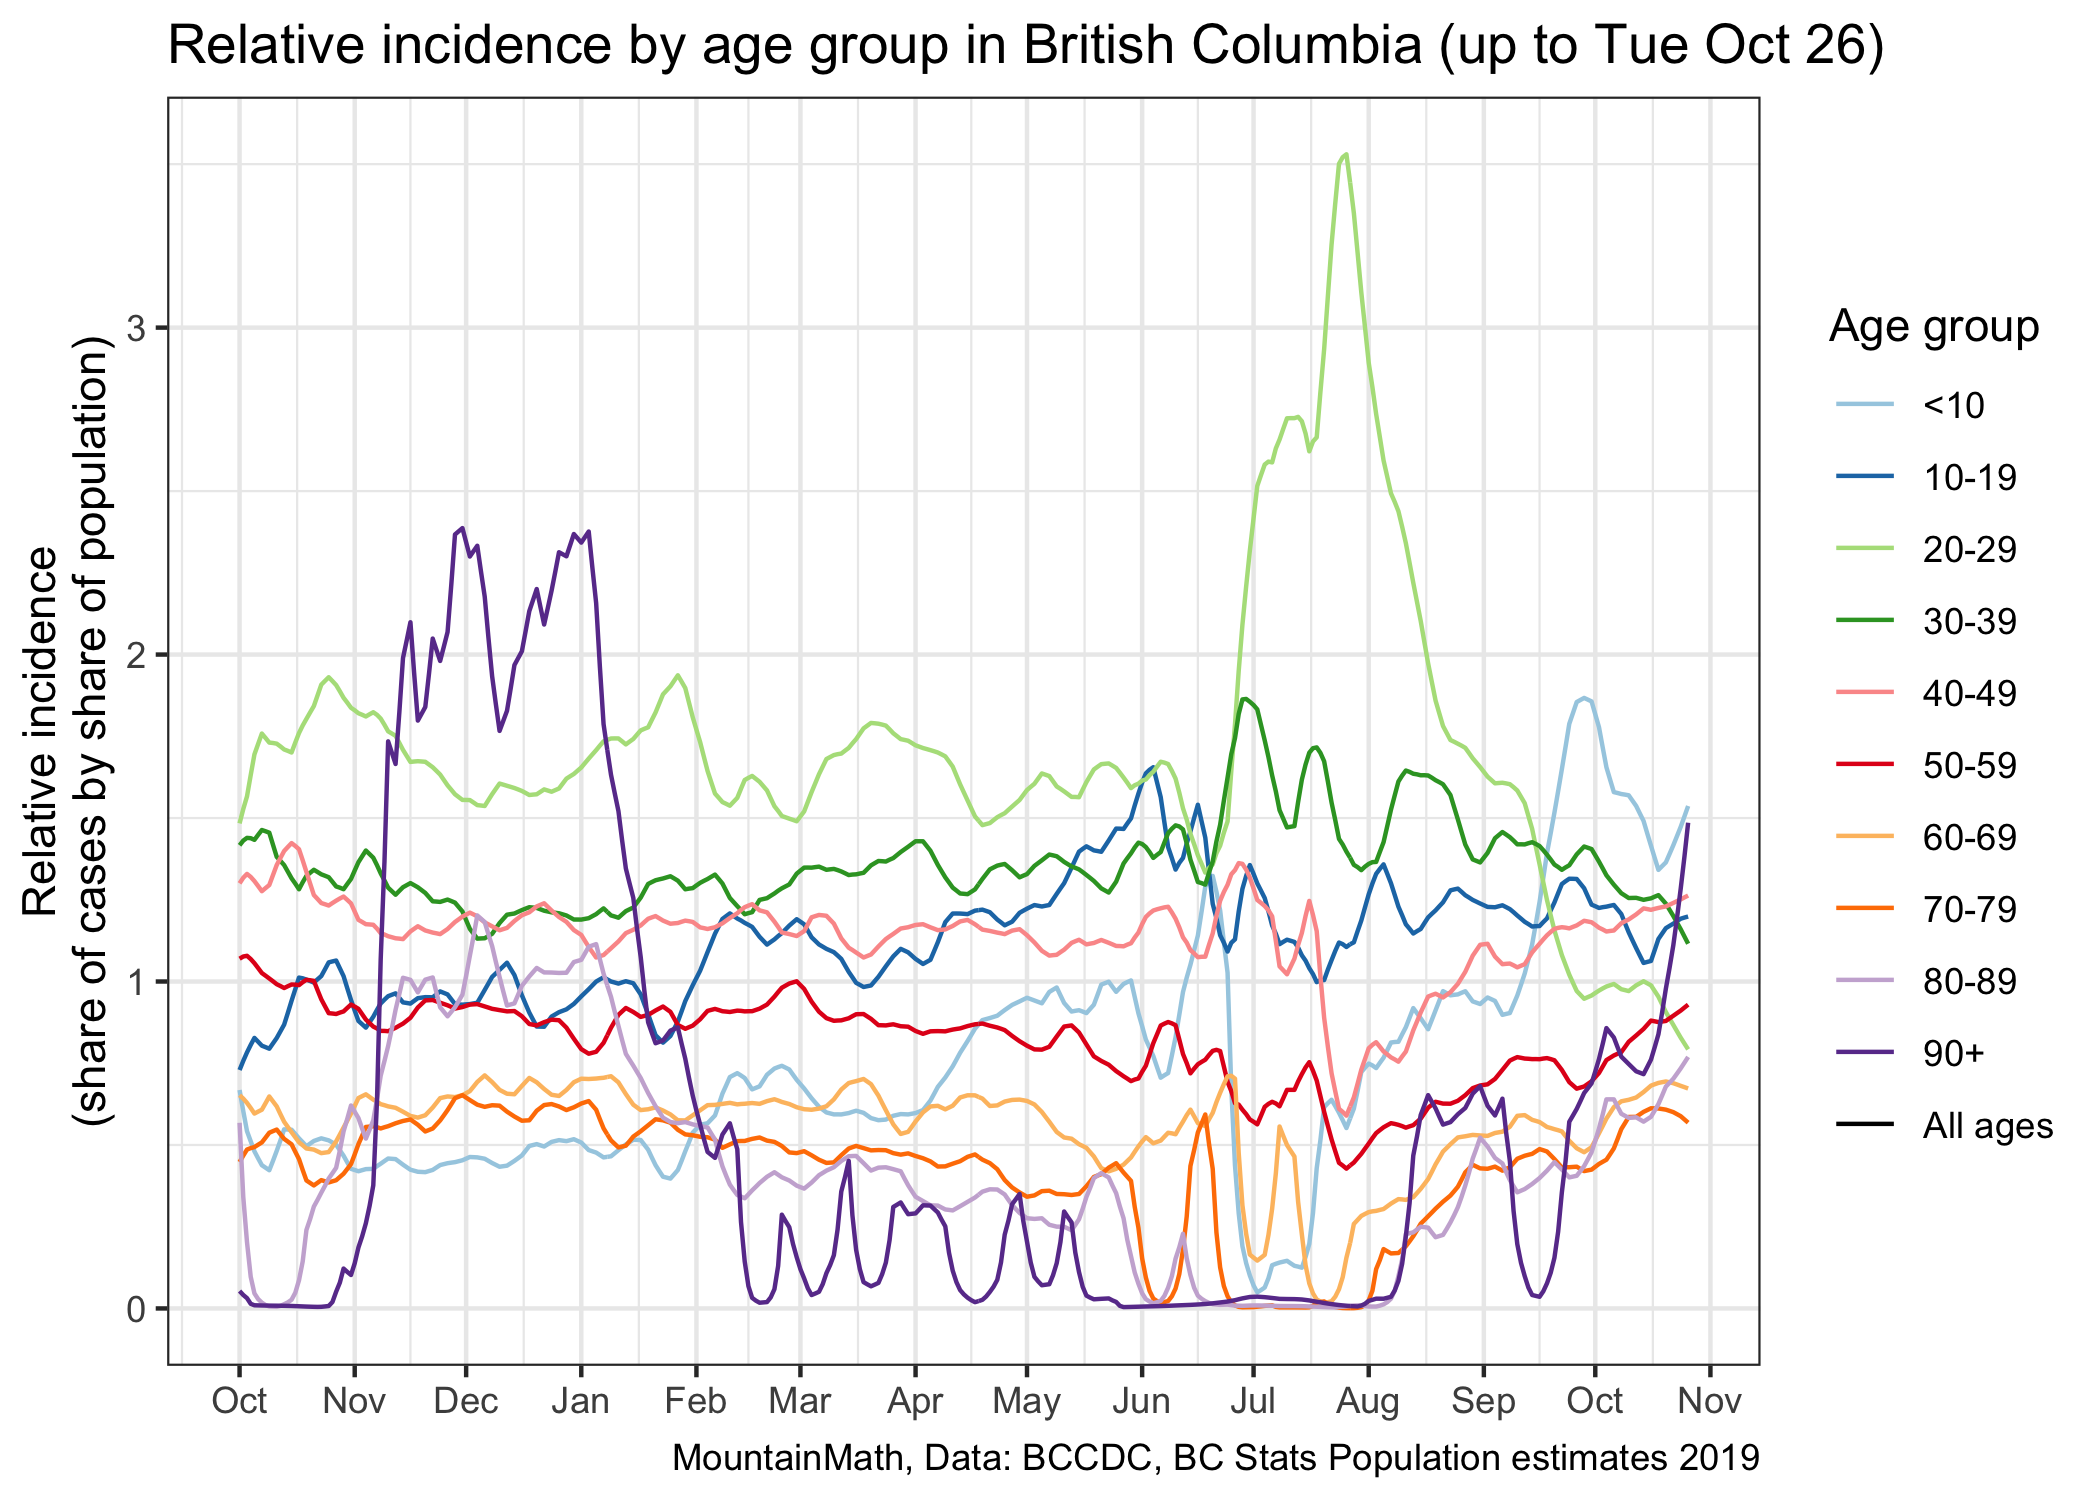 Relative incidence by age group in British Columbia (up to Tue Oct 26)
Relative incidence
(share of cases by share of population)
3
2
1
0
Oct Nov Dec Jan Feb Mar Apr May Jun Jul Aug Sep Oct Nov
Age group
<10
10-19
20-29
30-39
40-49
50-59
60-69
70-79
80-89
90+
All ages
MountainMath, Data: BCCDC, BC Stats Population estimates 2019